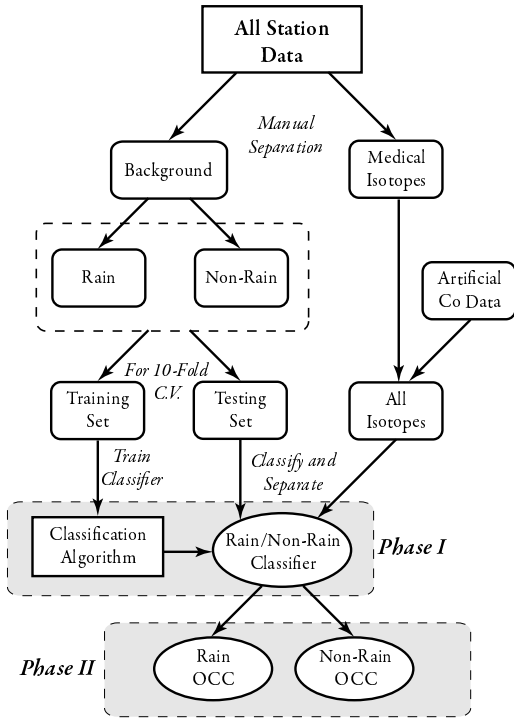 All Station
Data
Manual
Separation
Background
Medical
Isotopes
Rain
Non-Rain
Artificial
Co Data
For 10-Fold
C.V.
Training
Set
Testing
Set
All
Isotopes
Train
Classifier
Classify and
Separate
Classification
Algorithm
Rain/Non-Rain
Classifier
Phase I
Phase II
Rain
OCC
Non-Rain
OCC